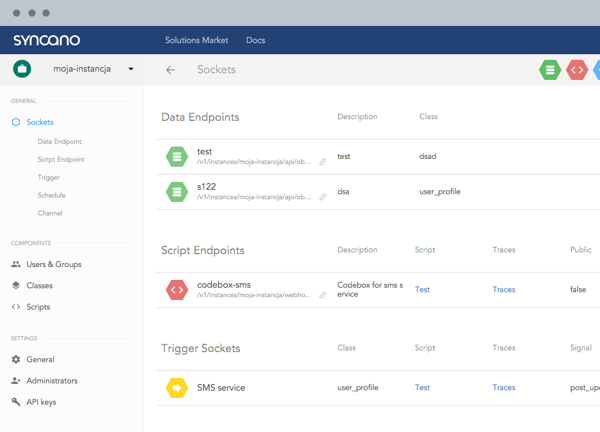 SYNCANO Solutions Market Docs
moja-instancja Sockets
GENERAL
Sockets
Data Endpoint
Script Endpoint
Trigger
Schedule
Channel
COMPONENTS
Users & Groups
Classes
Scripts
SETTINGS
General
Administrators
API keys
Data Endpoints Description Class
test
/v1/instances/moja-instancja/api/ob... test dsad
s122
/v1/instances/moja-instancja/api/ob... dsa user_profile
Script Endpoints Description Script Traces Public
codebox-sms Codebox for sms s
/v1/instances/moja-instancja/webho... ervice Test Traces false
Trigger Sockets Class Script Traces Signal
SMS service user_profile Test Traces post_up